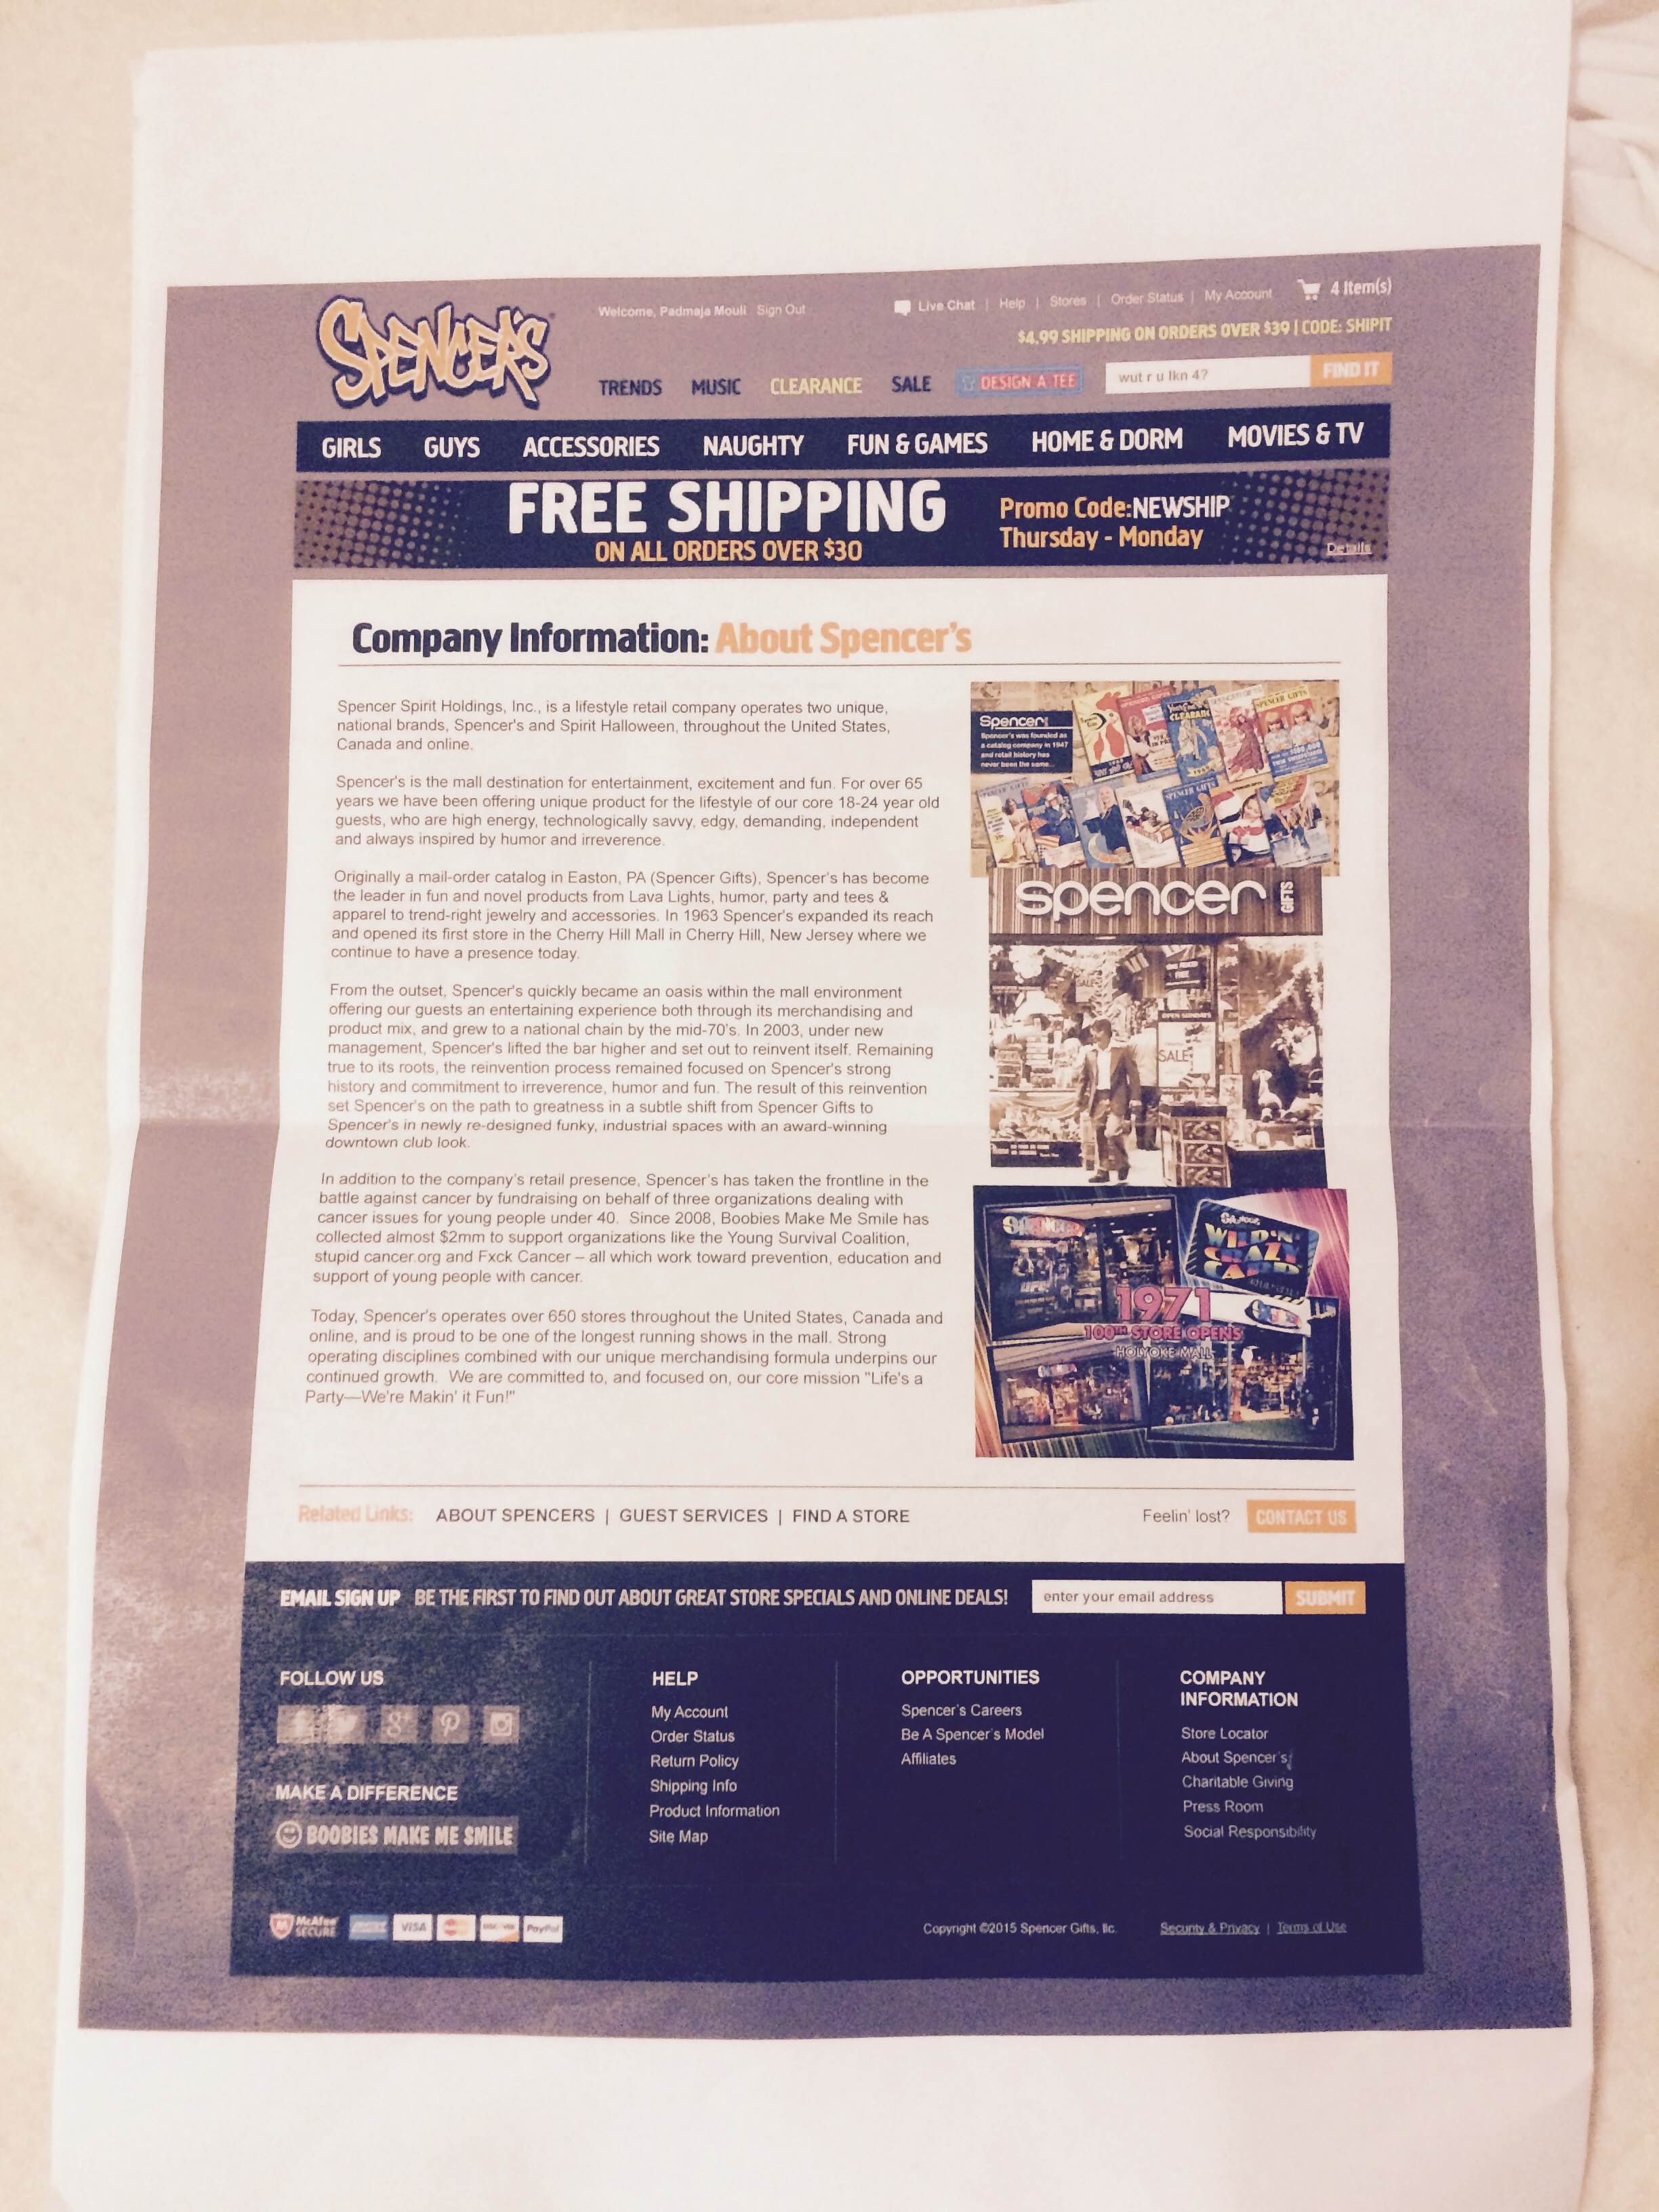 SPENCER'S
Welcome, Padmaja Mouli Sign Out
Live Chat | Help | Stores | Order Status | My Account 4 Item(s)
$4.99 SHIPPING ON ORDERS OVER $39 | CODE: SHIPIT
TRENDS MUSIC CLEARANCE SALE DESIGN A TEE wut r u lkn 4? FIND IT
GIRLS GUYS ACCESSORIES NAUGHTY FUN & GAMES HOME & DORM MOVIES & TV
FREE SHIPPING
ON ALL ORDERS OVER $30
Promo Code:NEWSHIP
Thursday - Monday
Details
Company Information: About Spencer's
Spencer Spirit Holdings, Inc., is a lifestyle retail company operates two unique,
national brands, Spencer's and Spirit Halloween, throughout the United States,
Canada and online.
Spencer's is the mall destination for entertainment, excitement and fun. For over 65
years we have been offering unique product for the lifestyle of our core 18-24 year old
guests, who are high energy, technologically savvy, edgy, demanding, independent
and always inspired by humor and irreverence.
Originally a mail-order catalog in Easton, PA (Spencer Gifts), Spencer's has become
the leader in fun and novel products from Lava Lights, humor, party and tees &
apparel to trend-right jewelry and accessories. In 1963 Spencer's expanded its reach
and opened its first store in the Cherry Hill Mall in Cherry Hill, New Jersey where we
continue to have a presence today.
From the outset, Spencer's quickly became an oasis within the mall environment
offering our guests an entertaining experience both through its merchandising and
product mix, and grew to a national chain by the mid-70's. In 2003, under new
management, Spencer's lifted the bar higher and set out to reinvent itself. Remaining
true to its roots, the reinvention process remained focused on Spencer's strong
history and commitment to irreverence, humor and fun. The result of this reinvention
set Spencer's on the path to greatness in a subtle shift from Spencer Gifts to
Spencer's in newly re-designed funky, industrial spaces with an award-winning
downtown club look.
In addition to the company's retail presence, Spencer's has taken the frontline in the
battle against cancer by fundraising on behalf of three organizations dealing with
cancer issues for young people under 40. Since 2008, Boobies Make Me Smile has
collected almost $2mm to support organizations like the Young Survival Coalition,
stupid cancer.org and Fxck Cancer – all which work toward prevention, education and
support of young people with cancer.
Today, Spencer's operates over 650 stores throughout the United States, Canada and
online, and is proud to be one of the longest running shows in the mall. Strong
operating disciplines combined with our unique merchandising formula underpins our
continued growth. We are committed to, and focused on, our core mission "Life's a
Party—We're Makin' it Fun!"
Spencer
Spencer's was founded as
a catalog company in 1947
and retail history has
never been the same...
SPENCER GIFTS
CLEARANCE
spencer GIFTS
SALE
OPEN SUNDAYS
SALE
SPENCER'S
WILD 'N' CRAZY CARD
1971
100TH STORE OPENS
HOLYOKE MALL
Related Links: ABOUT SPENCERS | GUEST SERVICES | FIND A STORE
Feelin' lost? CONTACT US
EMAIL SIGN UP BE THE FIRST TO FIND OUT ABOUT GREAT STORE SPECIALS AND ONLINE DEALS! enter your email address SUBMIT
FOLLOW US
MAKE A DIFFERENCE
BOOBIES MAKE ME SMILE
HELP
My Account
Order Status
Return Policy
Shipping Info
Product Information
Site Map
OPPORTUNITIES
Spencer's Careers
Be A Spencer's Model
Affiliates
COMPANY
INFORMATION
Store Locator
About Spencer's
Charitable Giving
Press Room
Social Responsibility
McAfee SECURE VISA PayPal
Copyright ©2015 Spencer Gifts, llc. Security & Privacy | Terms of Use